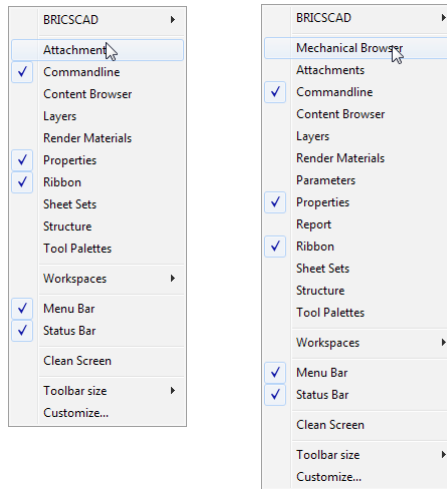 BRICSCAD
Attachments
Commandline
Content Browser
Layers
Render Materials
Properties
Ribbon
Sheet Sets
Structure
Tool Palettes
Workspaces
Menu Bar
Status Bar
Clean Screen
Toolbar size
Customize...
BRICSCAD
Mechanical Browser
Attachments
Commandline
Content Browser
Layers
Render Materials
Parameters
Properties
Report
Ribbon
Sheet Sets
Structure
Tool Palettes
Workspaces
Menu Bar
Status Bar
Clean Screen
Toolbar size
Customize...